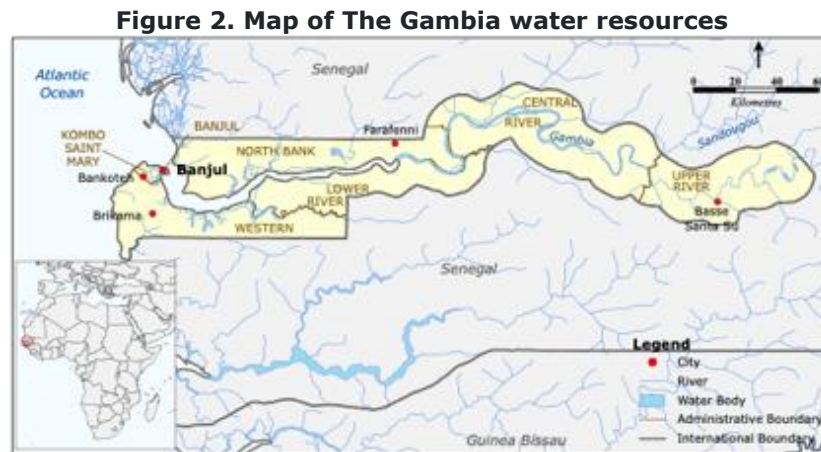 Figure 2. Map of The Gambia water resources
Atlantic
Ocean
Senegal
0 20 40 60
Kilometres
BANJUL
KOMBO
SAINT
MARY
NORTH BANK
Farafenni
CENTRAL
RIVER
Gambia
Sandougou
Bankoteh
Banjul
UPPER
RIVER
LOWER
RIVER
Brikama
WESTERN
Basse
Santa Su
Senegal
Legend
City
River
Water Body
Administrative Boundary
International Boundary
Guinea Bissau